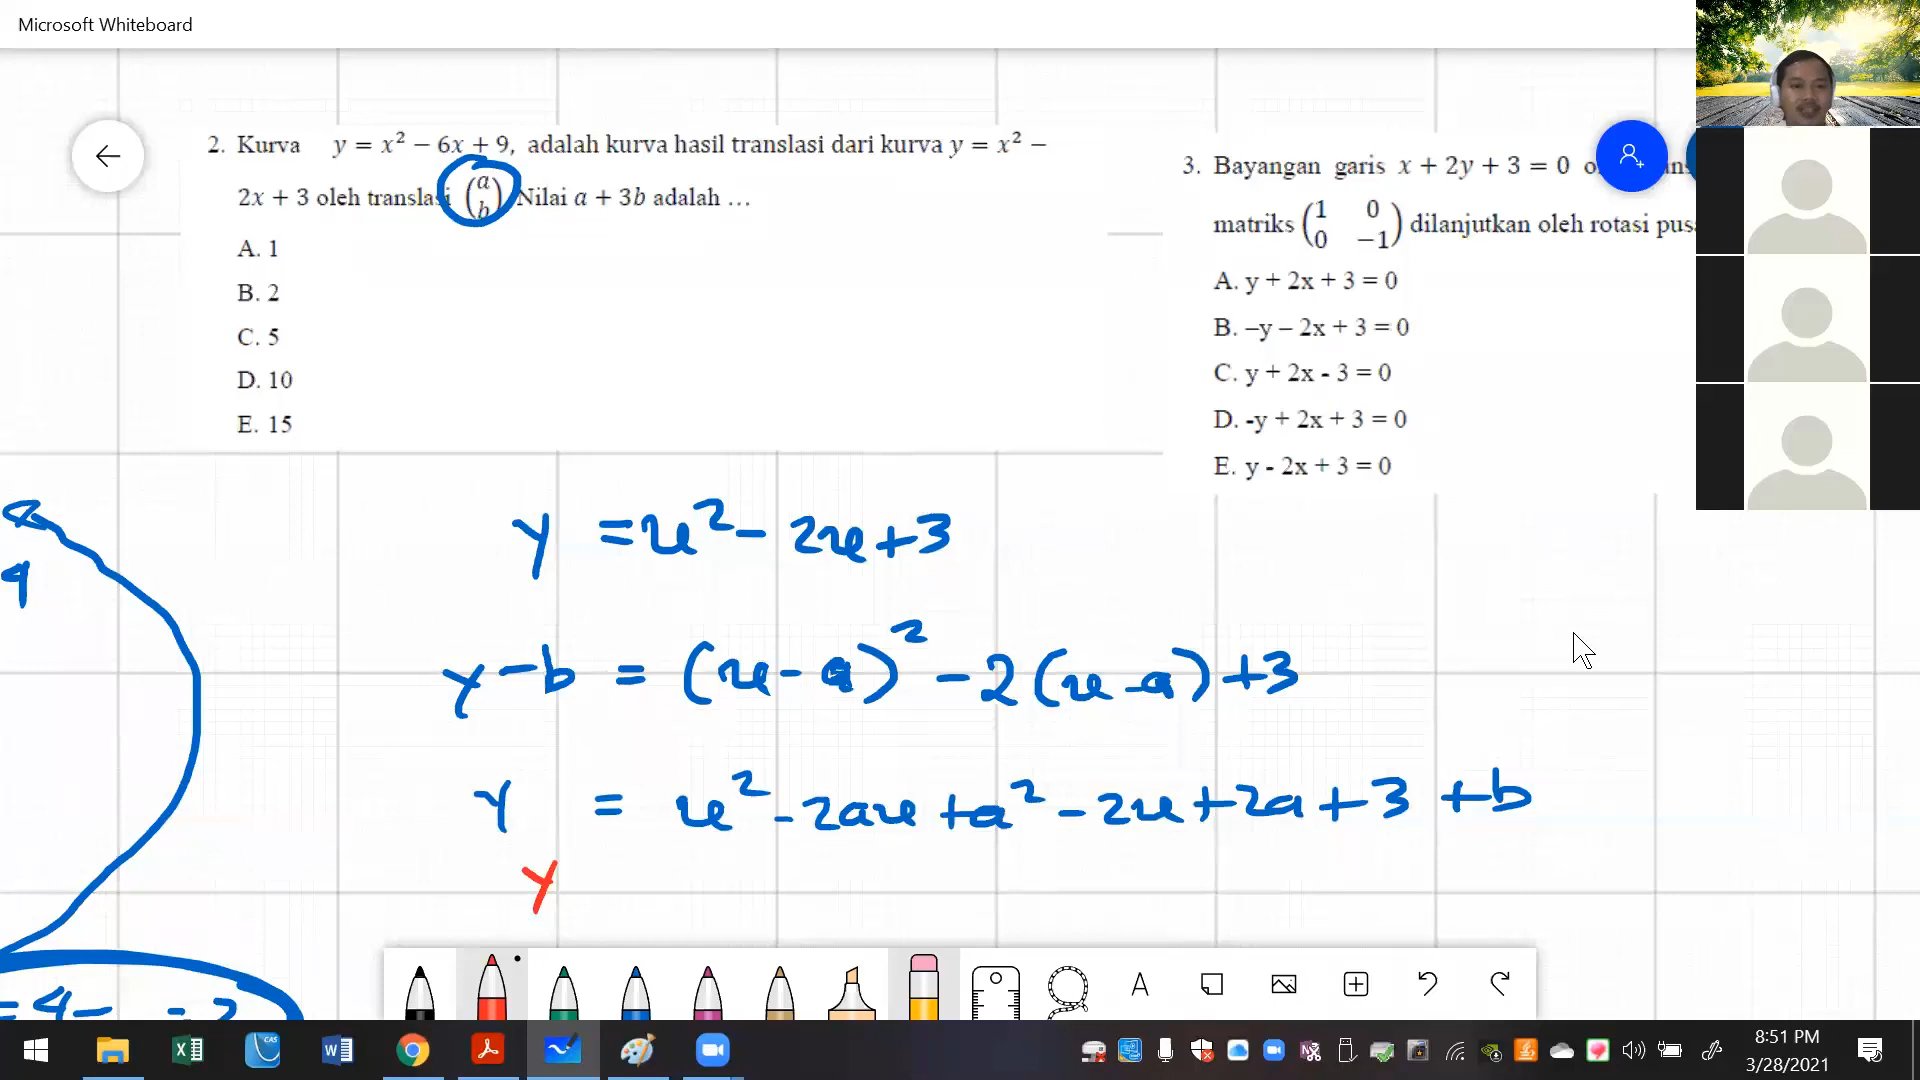 Microsoft Whiteboard
2. Kurva y = x² − 6x + 9, adalah kurva hasil translasi dari kurva y = x² −
2x + 3 oleh translasi (a b) Nilai a + 3b adalah …
A. 1
B. 2
C. 5
D. 10
E. 15
3. Bayangan garis x + 2y + 3 = 0
matriks (1 0 0 −1) dilanjutkan oleh rotasi
A. y + 2x + 3 = 0
B. –y – 2x + 3 = 0
C. y + 2x - 3 = 0
D. -y + 2x + 3 = 0
E. y - 2x + 3 = 0
y = x² - 2x + 3
y - b = (x - a)² - 2(x - a) + 3
y = x² - 2ax + a² - 2x + 2a + 3 + b
y
4
= 4 - - 2
8:51 PM
3/28/2021